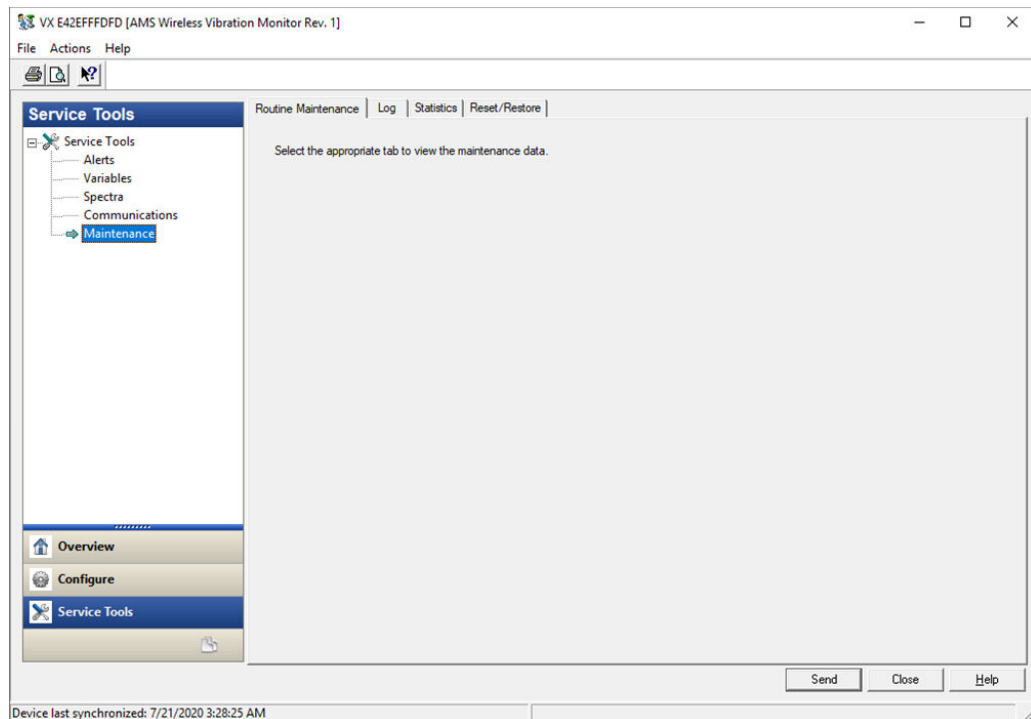 VX E42EFFFDFD [AMS Wireless Vibration Monitor Rev. 1]
File Actions Help
Service Tools
Service Tools
Alerts
Variables
Spectra
Communications
Maintenance
Overview
Configure
Service Tools
Routine Maintenance Log Statistics Reset/Restore
Select the appropriate tab to view the maintenance data.
Send Close Help
Device last synchronized: 7/21/2020 3:28:25 AM